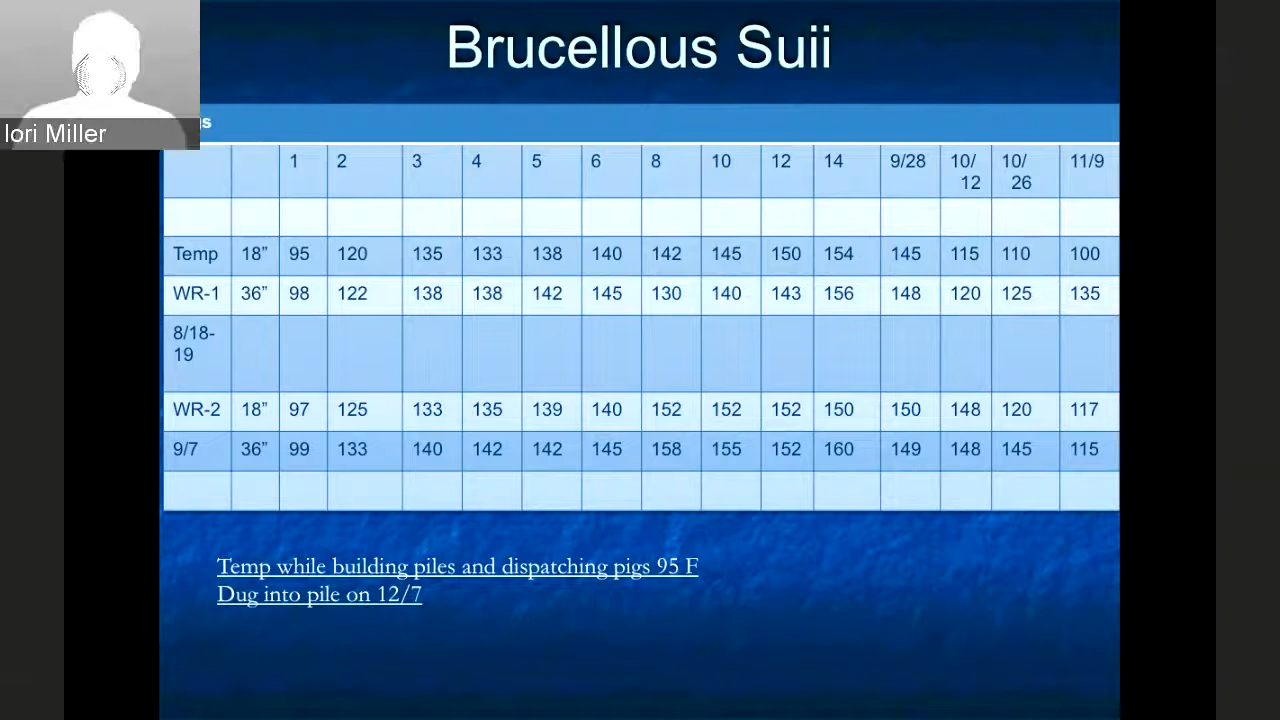 Brucellous Suii
lori Miller
1 2 3 4 5 6 8 10 12 14 9/28 10/12 10/26 11/9
Temp 18” 95 120 135 133 138 140 142 145 150 154 145 115 110 100
WR-1 36” 98 122 138 138 142 145 130 140 143 156 148 120 125 135
8/18-19
WR-2 18” 97 125 133 135 139 140 152 152 152 150 150 148 120 117
9/7 36” 99 133 140 142 142 145 158 155 152 160 149 148 145 115
Temp while building piles and dispatching pigs 95 F
Dug into pile on 12/7